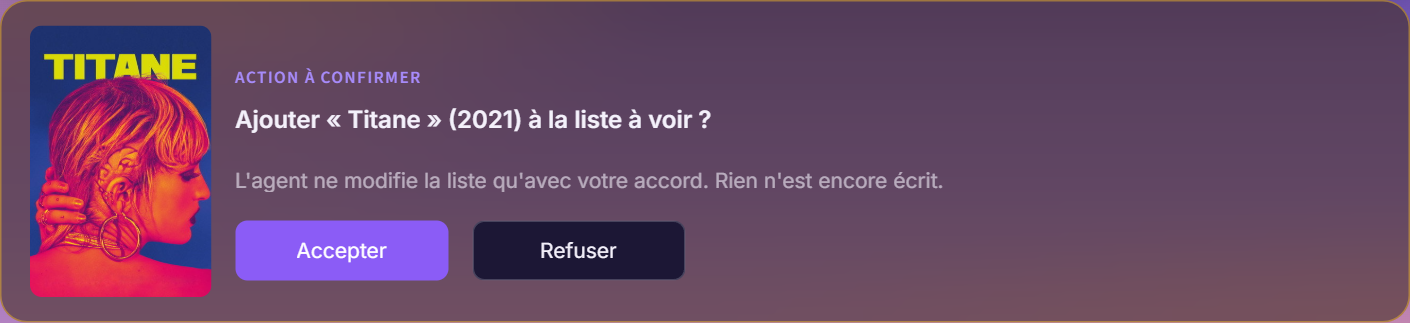 TITANE
ACTION À CONFIRMER
Ajouter « Titane » (2021) à la liste à voir ?
L'agent ne modifie la liste qu'avec votre accord. Rien n'est encore écrit.
Accepter
Refuser